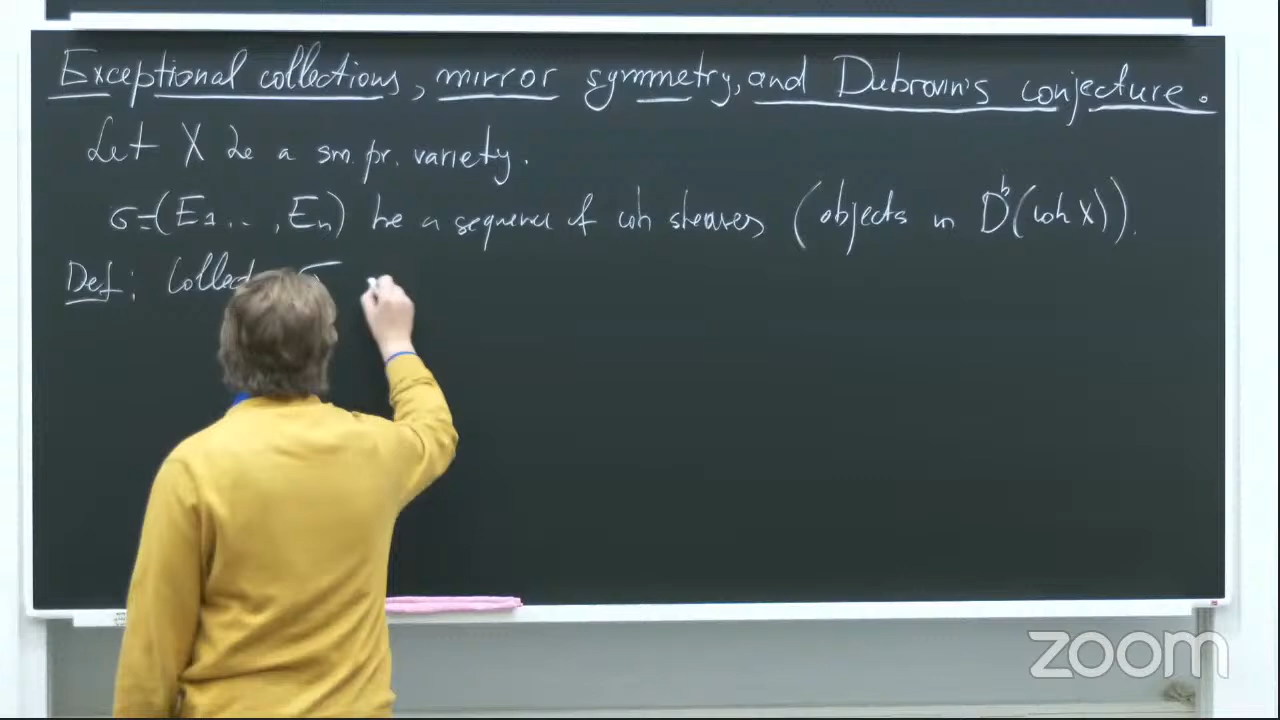 Exceptional collections, mirror symmetry, and Dubrovin's conjecture.
Let X be a sm. pr. variety.
σ=(E1.. , En) be a sequence of coh sheaves (objects in D^b(coh X)).
Def: Collect σ
zoom